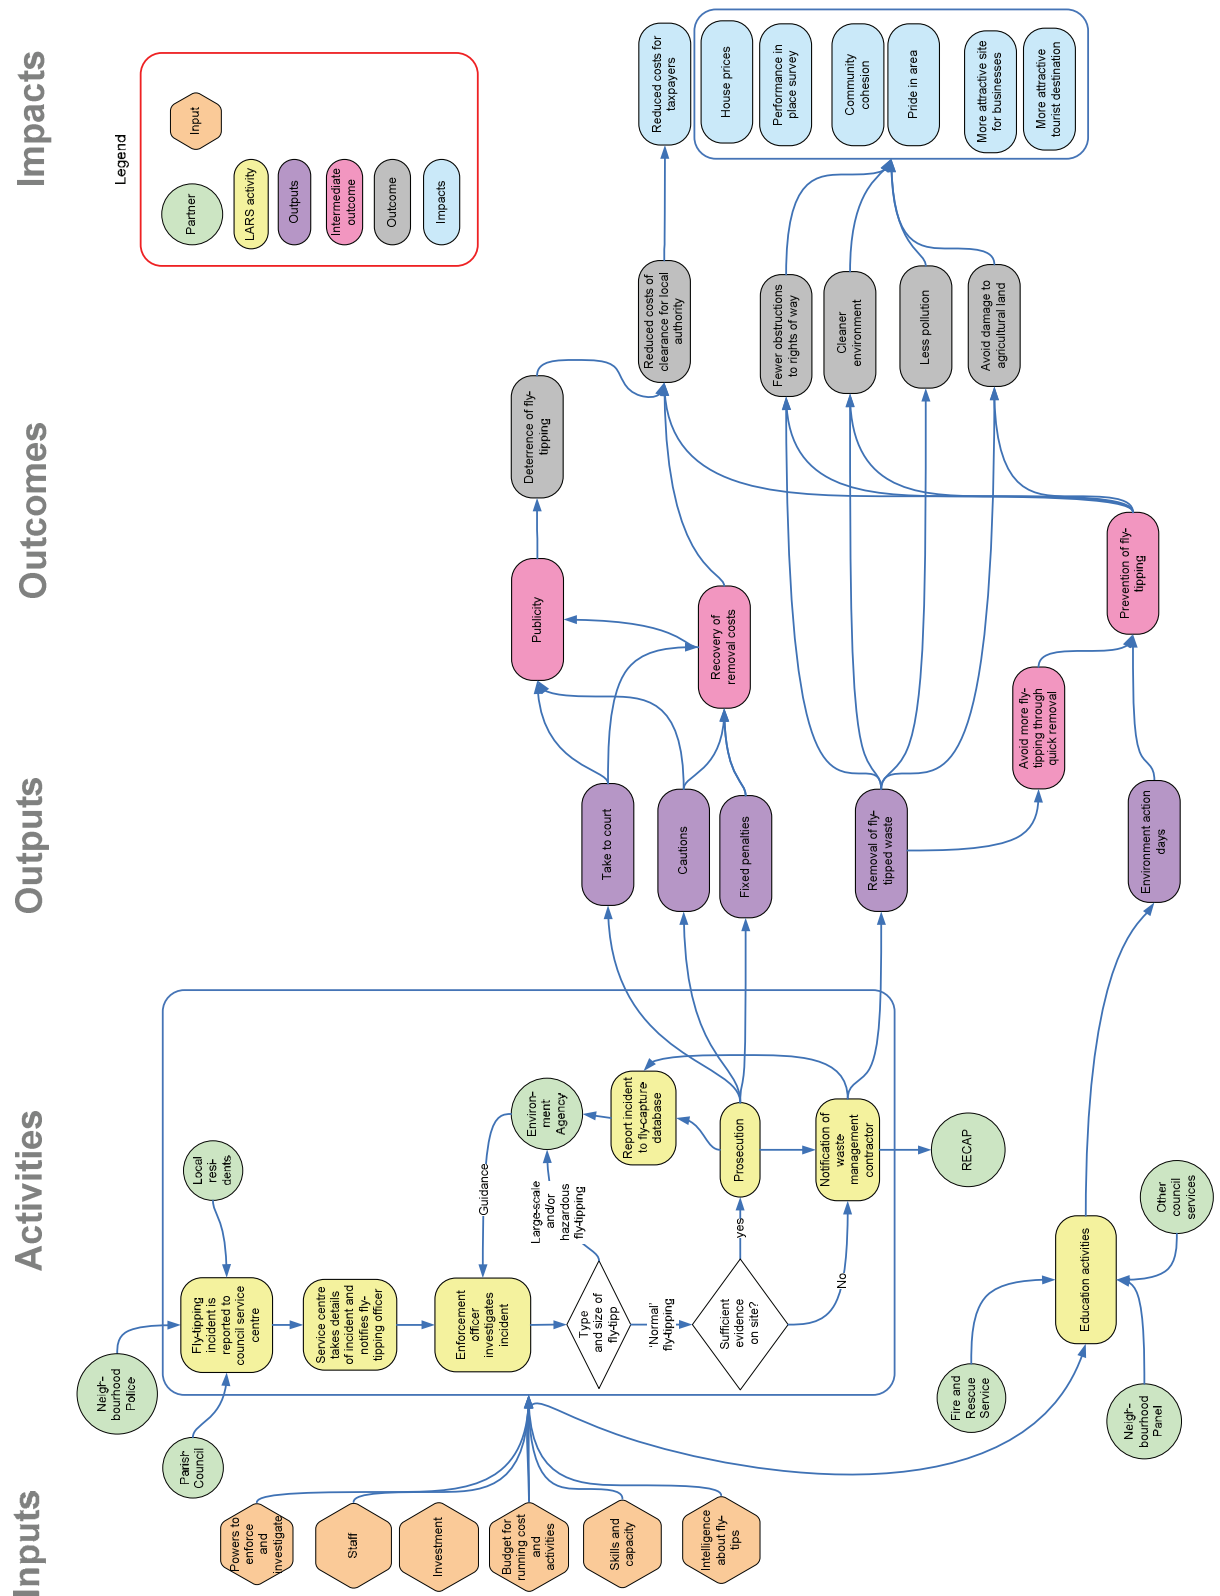 Inputs
Activities
Outputs
Outcomes
Impacts
Legend
Partner
Input
LARS activity
Outputs
Intermediate
outcome
Outcome
Impacts
Powers to
enforce
and
investigate
Staff
Investment
Budget for
running cost
and
activities
Skills and
capacity
Intelligence
about fly-
tips
Parish
Council
Neigh-
bourhood
Police
Local
resi-
dents
Fly-tipping
incident is
reported to
council service
centre
Service centre
takes details
of incident and
notifies fly-
tipping officer
Enforcement
officer
investigates
incident
Guidance
Type
and size of
fly-tipp
Large-scale
and/or
hazardous
fly-tipping
Environ-
ment
Agency
'Normal'
fly-tipping
Sufficient
evidence
on site?
yes
No
Report incident
to fly-capture
database
Prosecution
Notification of
waste
management
contractor
RECAP
Fire and
Rescue
Service
Neigh-
bourhood
Panel
Other
council
services
Education activities
Take to court
Cautions
Fixed penalties
Removal of fly-
tipped waste
Environment action
days
Publicity
Recovery of
removal costs
Avoid more fly-
tipping through
quick removal
Prevention of fly-
tipping
Deterrence of fly-
tipping
Reduced costs of
clearance for local
authority
Fewer obstructions
to rights of way
Cleaner
environment
Less pollution
Avoid damage to
agricultural land
Reduced costs for
taxpayers
House prices
Performance in
place survey
Community
cohesion
Pride in area
More attractive site
for businesses
More attractive
tourist destination